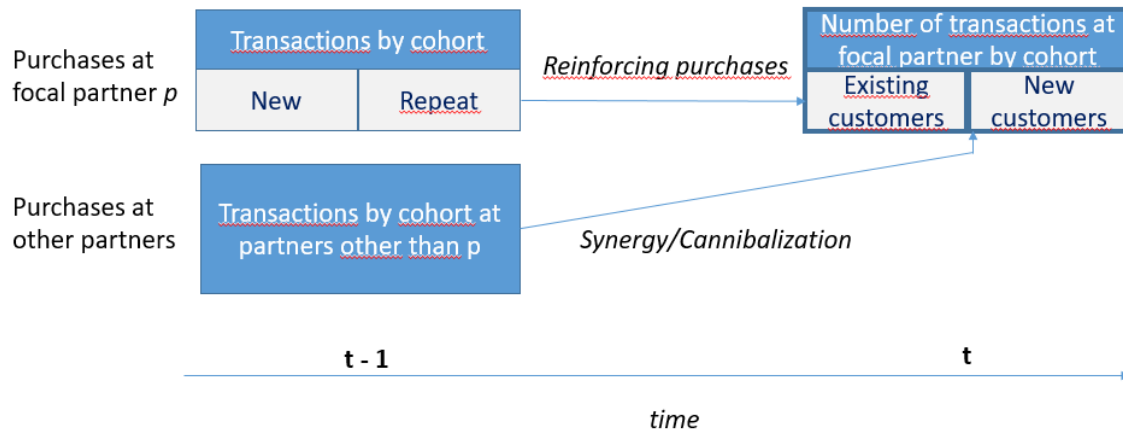 Purchases at
focal partner p
Transactions by cohort
New
Repeat
Reinforcing purchases
Number of transactions at
focal partner by cohort
Existing
customers
New
customers
Purchases at
other partners
Transactions by cohort at
partners other than p
Synergy/Cannibalization
t - 1
t
time